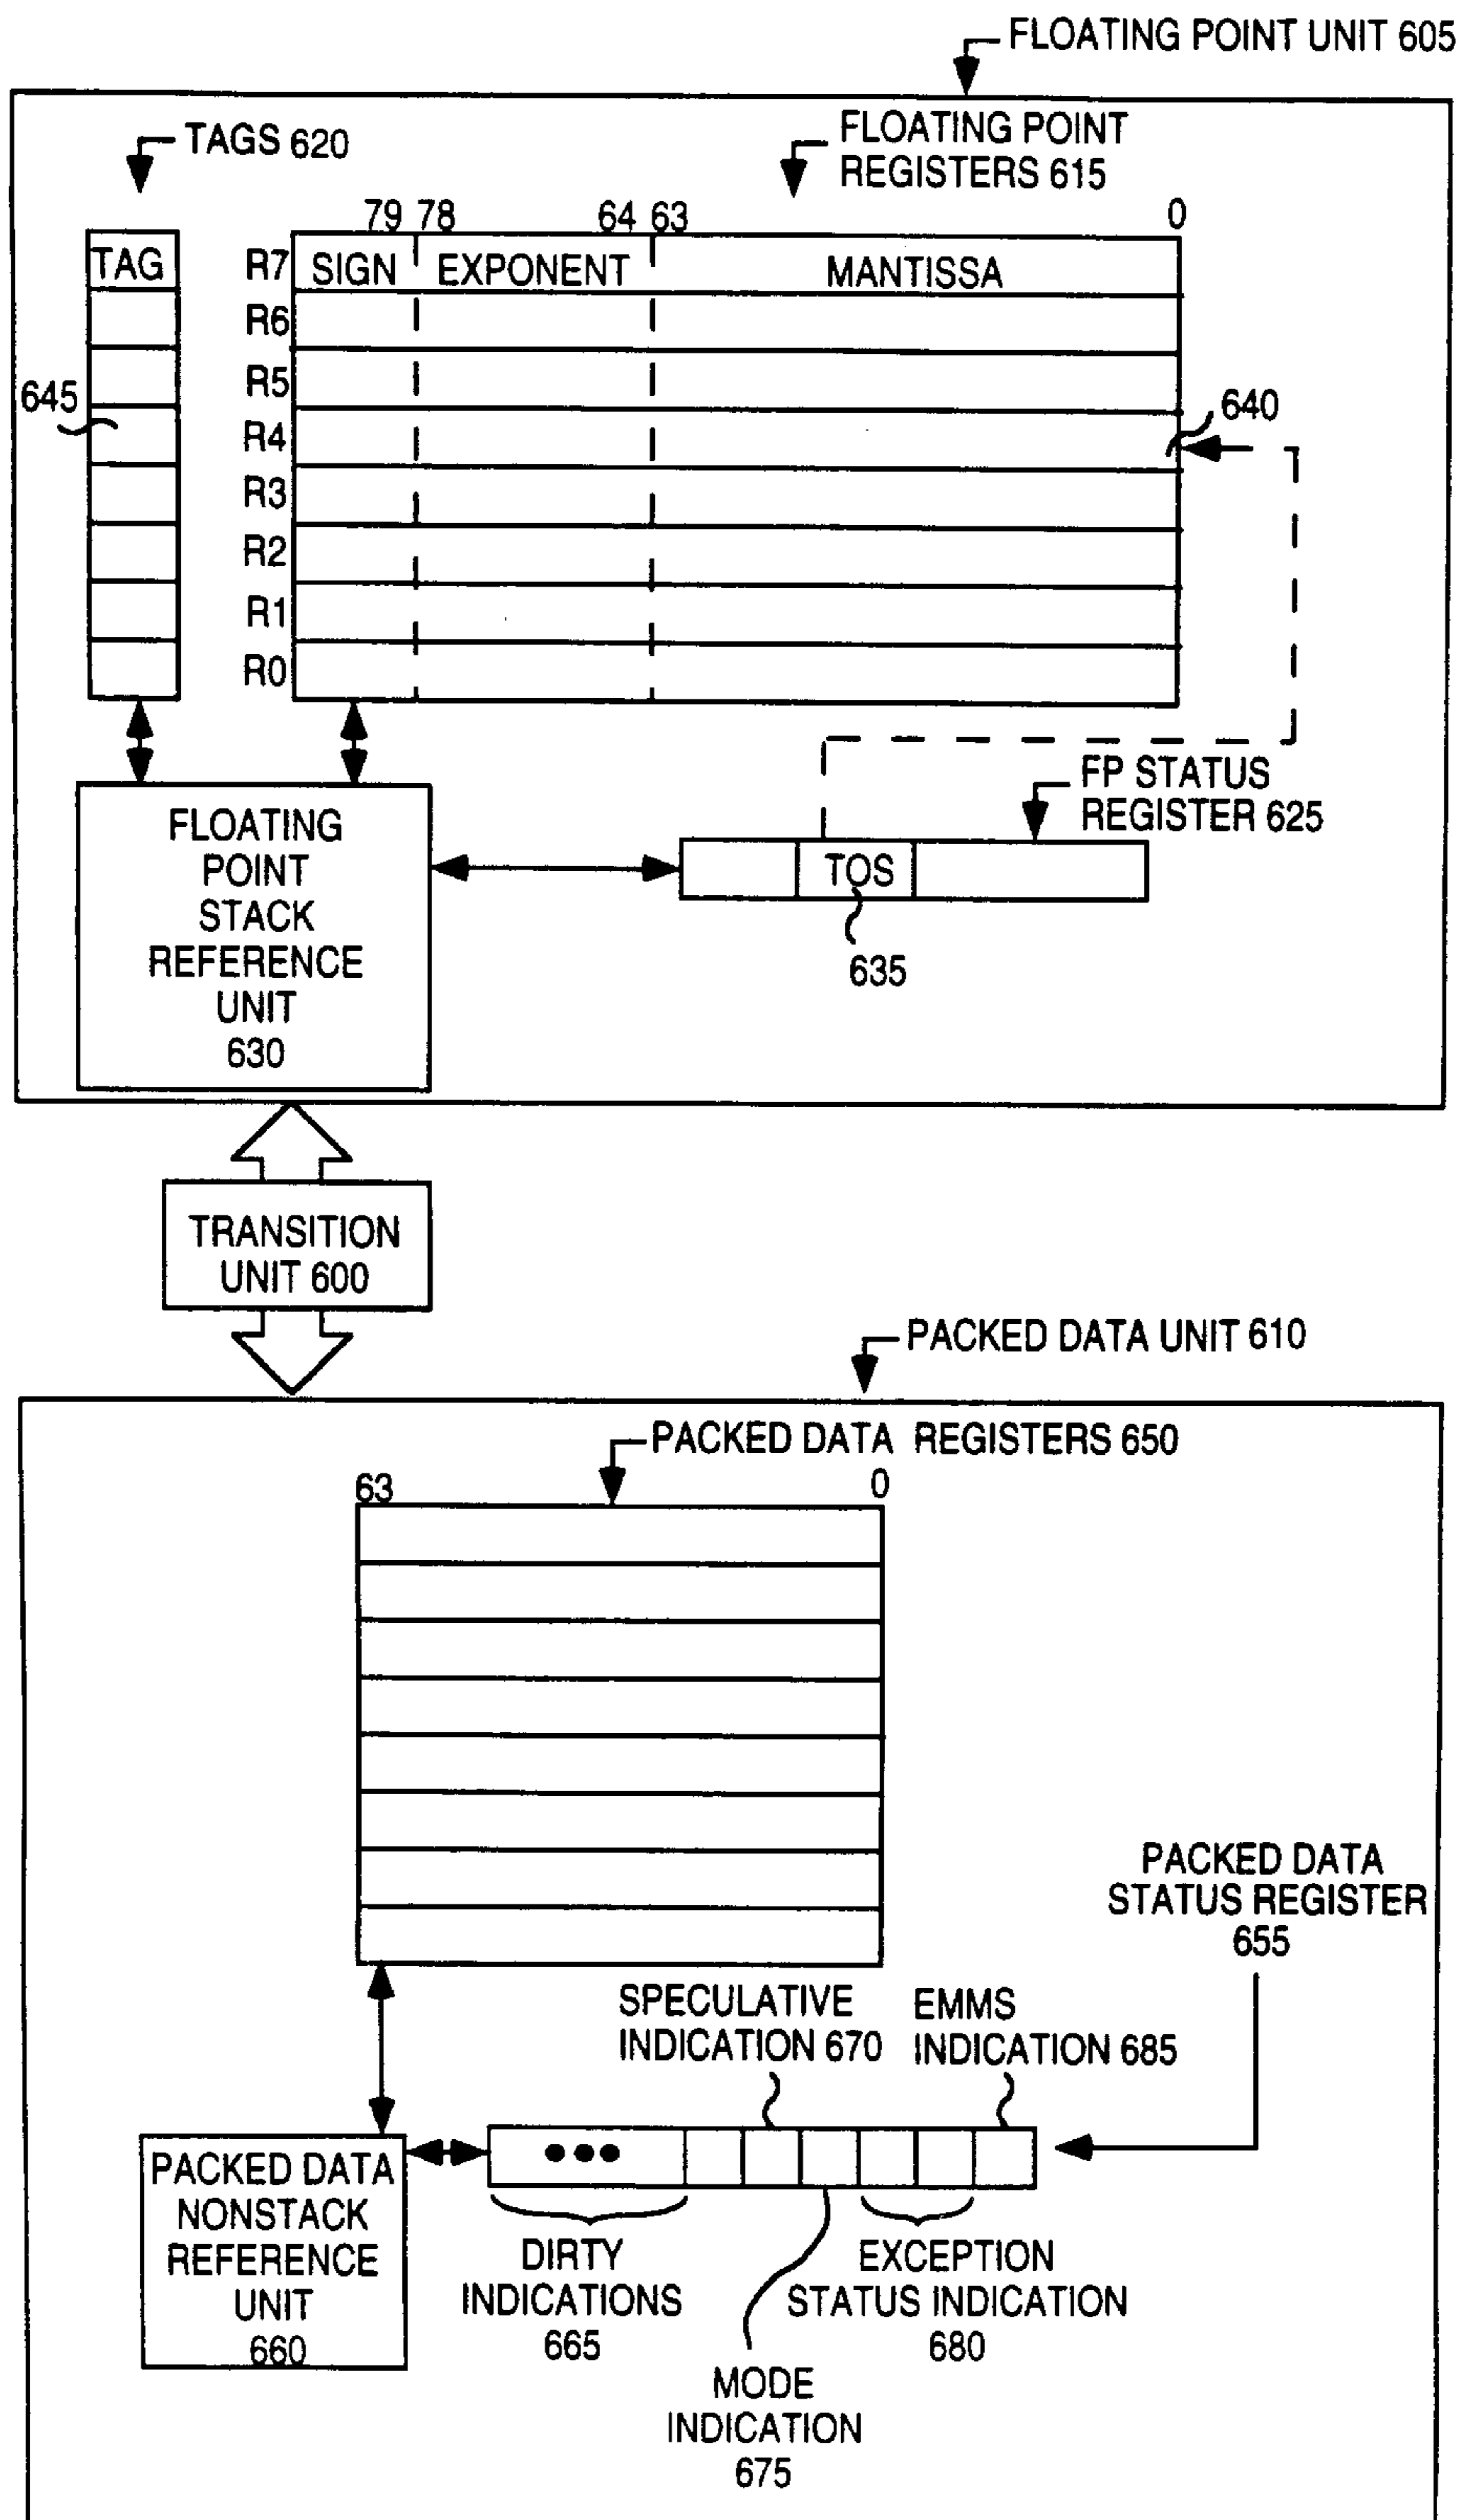 FLOATING POINT UNIT 605
TAGS 620
FLOATING POINT
REGISTERS 615
79 78 64 63 0
TAG
R7 SIGN EXPONENT MANTISSA
R6
R5
645
640
R4
R3
R2
R1
R0
FP STATUS
REGISTER 625
FLOATING
POINT
STACK
REFERENCE
UNIT
630
TOS
635
TRANSITION
UNIT 600
PACKED DATA UNIT 610
PACKED DATA REGISTERS 650
63 0
PACKED DATA
STATUS REGISTER
655
SPECULATIVE
INDICATION 670
EMMS
INDICATION 685
PACKED DATA
NONSTACK
REFERENCE
UNIT
660
DIRTY
INDICATIONS
665
EXCEPTION
STATUS INDICATION
680
MODE
INDICATION
675